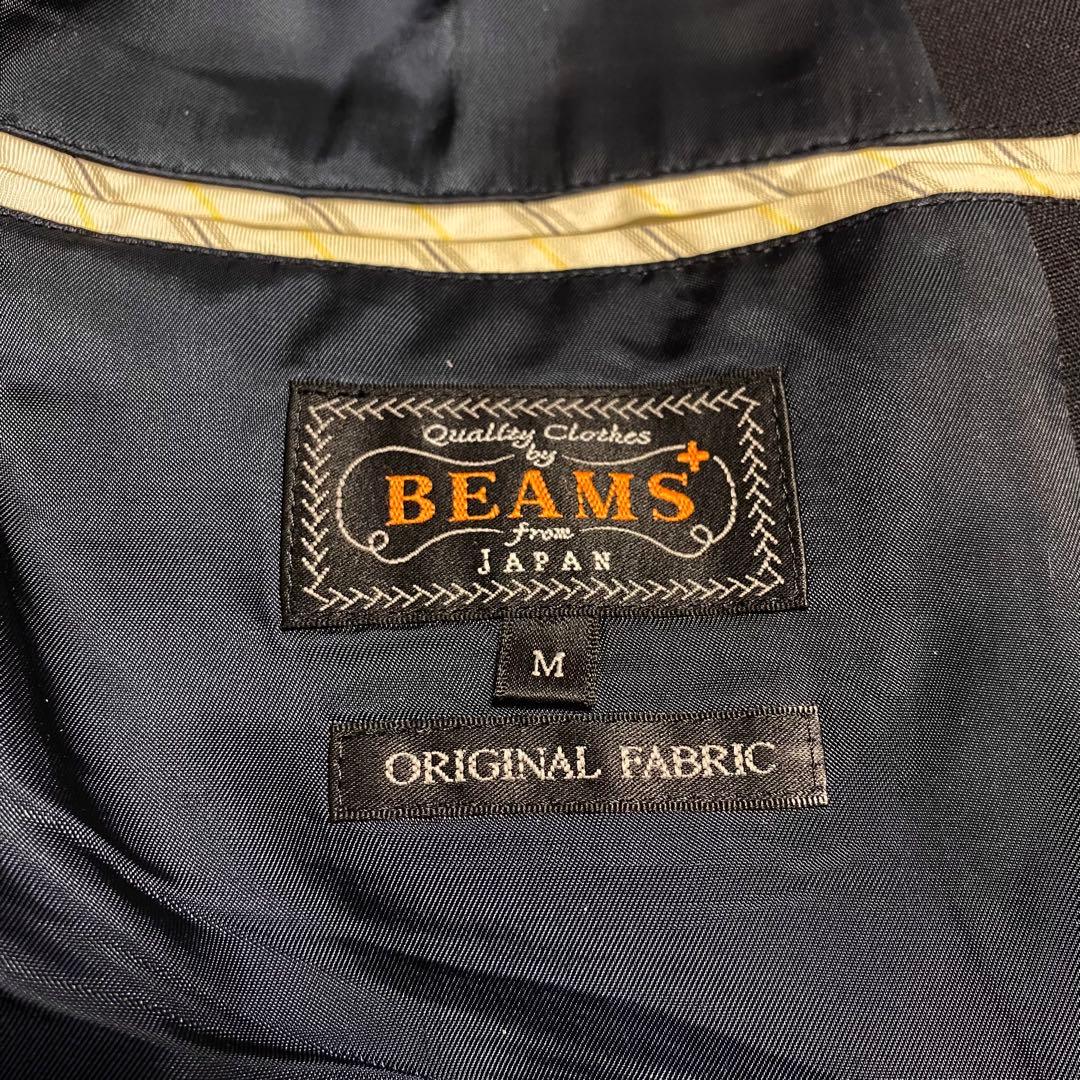 Quality Clothes
by
BEAMS+
from
JAPAN
M
ORIGINAL FABRIC